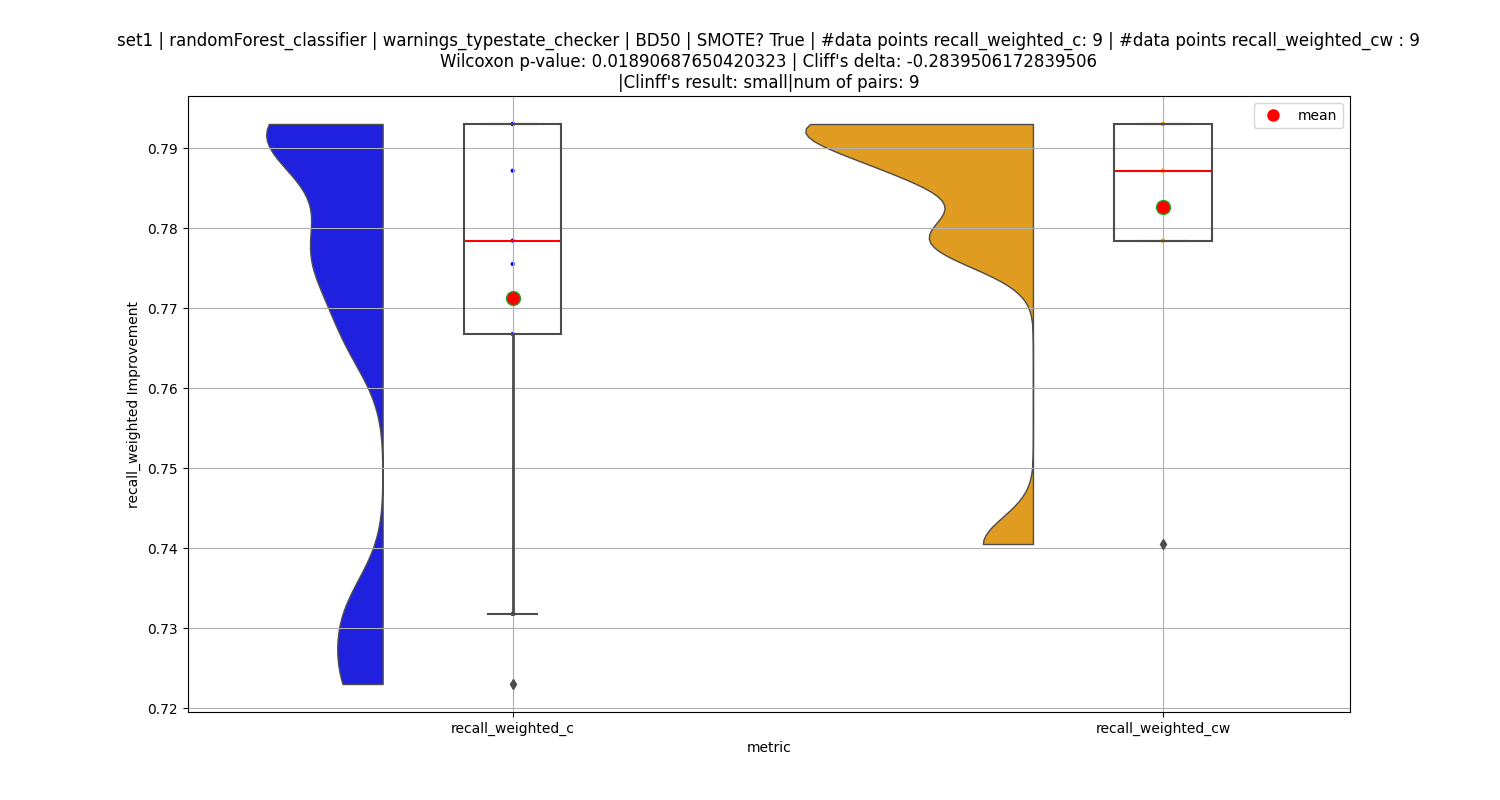 set1 | randomForest_classifier | warnings_typestate_checker | BD50 | SMOTE? True | #data points recall_weighted_c: 9 | #data points recall_weighted_cw : 9
Wilcoxon p-value: 0.01890687650420323 | Cliff's delta: -0.2839506172839506
|Clinff's result: small|num of pairs: 9
mean
0.79
0.78
0.77
0.76
0.75
0.74
0.73
0.72
recall_weighted Improvement
recall_weighted_c
recall_weighted_cw
metric